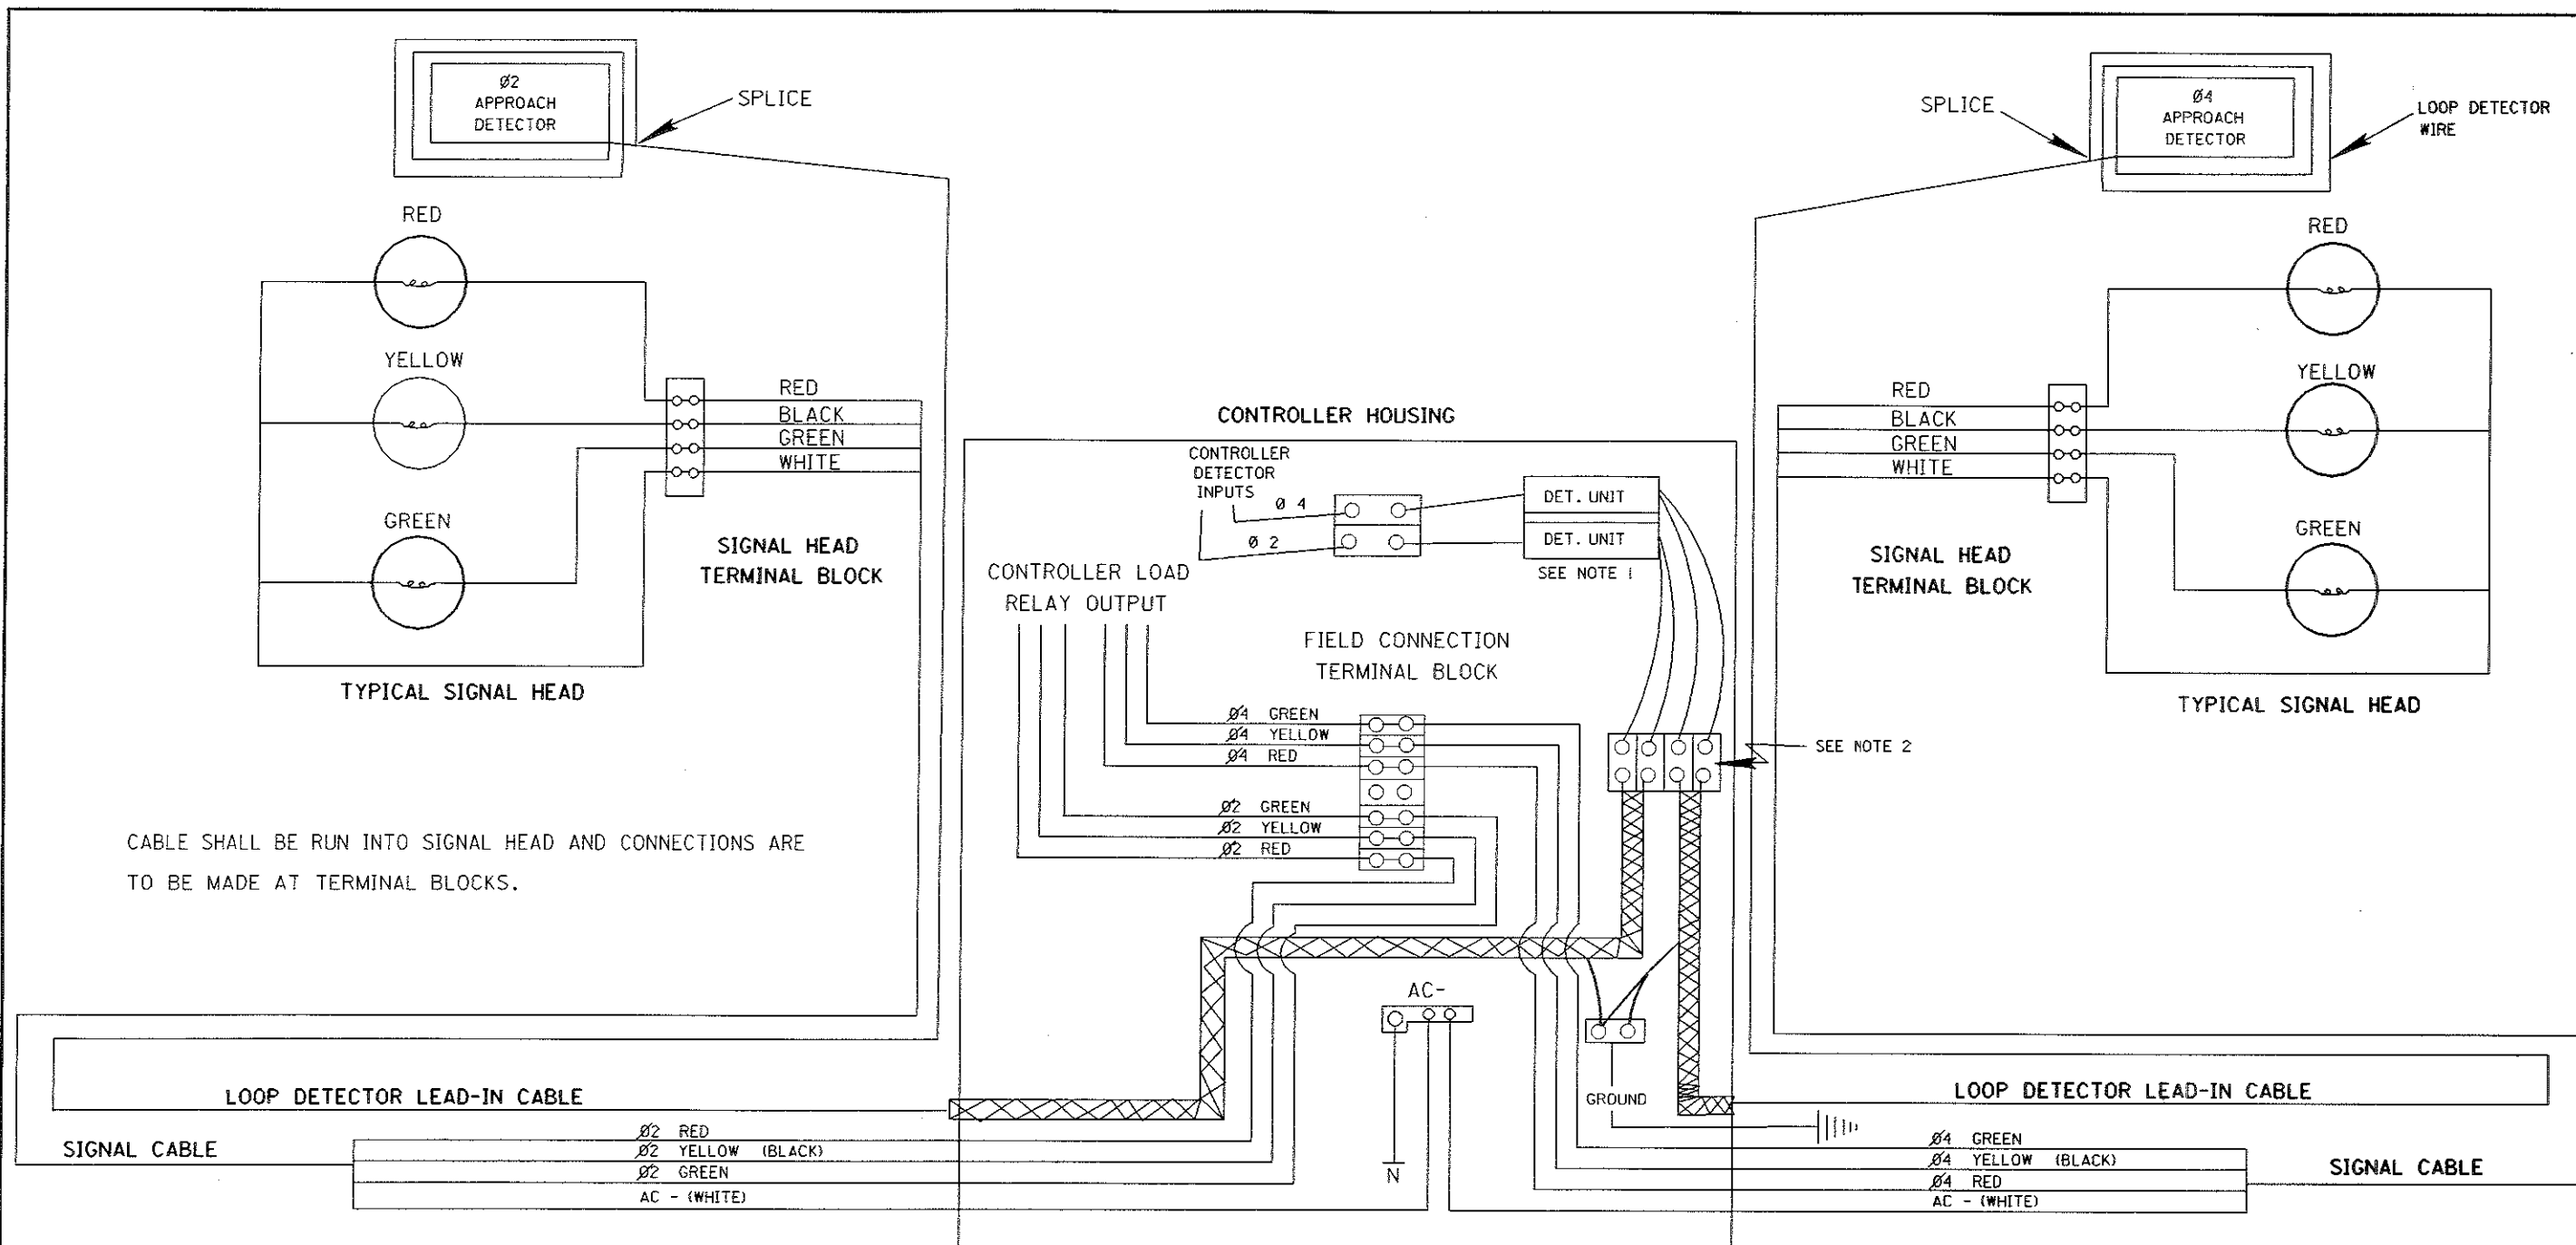 Ø2
APPROACH
DETECTOR
SPLICE
SPLICE
Ø4
APPROACH
DETECTOR
LOOP DETECTOR
WIRE
RED
YELLOW
GREEN
RED
BLACK
GREEN
WHITE
SIGNAL HEAD
TERMINAL BLOCK
TYPICAL SIGNAL HEAD
CABLE SHALL BE RUN INTO SIGNAL HEAD AND CONNECTIONS ARE
TO BE MADE AT TERMINAL BLOCKS.
CONTROLLER HOUSING
CONTROLLER
DETECTOR
INPUTS
Ø 4
Ø 2
DET. UNIT
DET. UNIT
SEE NOTE 1
CONTROLLER LOAD
RELAY OUTPUT
FIELD CONNECTION
TERMINAL BLOCK
Ø4 GREEN
Ø4 YELLOW
Ø4 RED
Ø2 GREEN
Ø2 YELLOW
Ø2 RED
SEE NOTE 2
AC-
N
GROUND
RED
YELLOW
GREEN
RED
BLACK
GREEN
WHITE
SIGNAL HEAD
TERMINAL BLOCK
TYPICAL SIGNAL HEAD
LOOP DETECTOR LEAD-IN CABLE
SIGNAL CABLE
Ø2 RED
Ø2 YELLOW (BLACK)
Ø2 GREEN
AC - (WHITE)
LOOP DETECTOR LEAD-IN CABLE
Ø4 GREEN
Ø4 YELLOW (BLACK)
Ø4 RED
AC - (WHITE)
SIGNAL CABLE